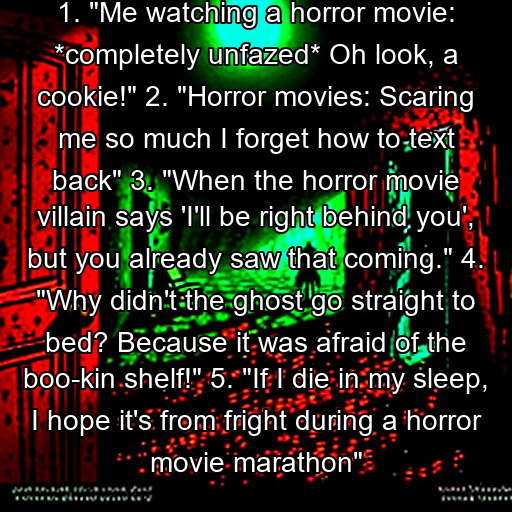 1. "Me watching a horror movie:
*completely unfazed* Oh look, a
cookie!" 2. "Horror movies: Scaring
me so much I forget how to text
back" 3. "When the horror movie
villain says 'I'll be right behind you',
but you already saw that coming." 4.
"Why didn't the ghost go straight to
bed? Because it was afraid of the
boo-kin shelf!" 5. "If I die in my sleep,
I hope it's from fright during a horror
movie marathon"